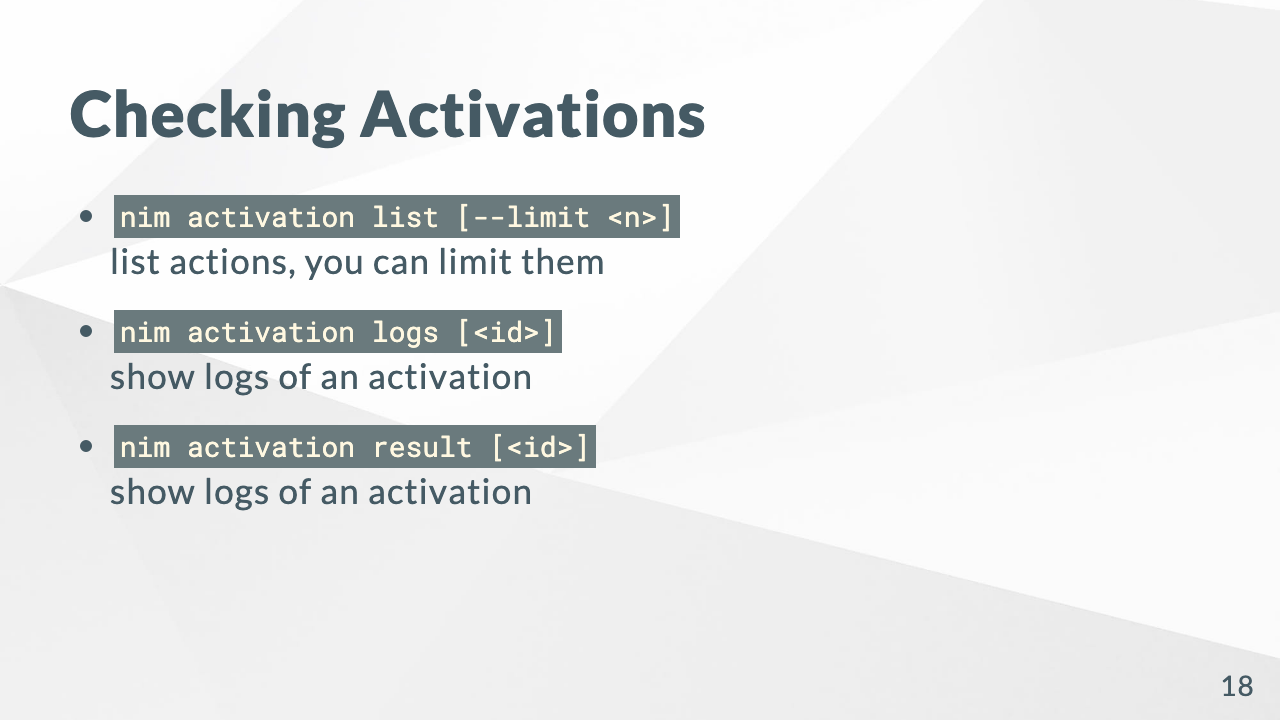 Checking Activations
nim activation list [--limit <n>]
list actions, you can limit them
nim activation logs [<id>]
show logs of an activation
nim activation result [<id>]
show logs of an activation
18